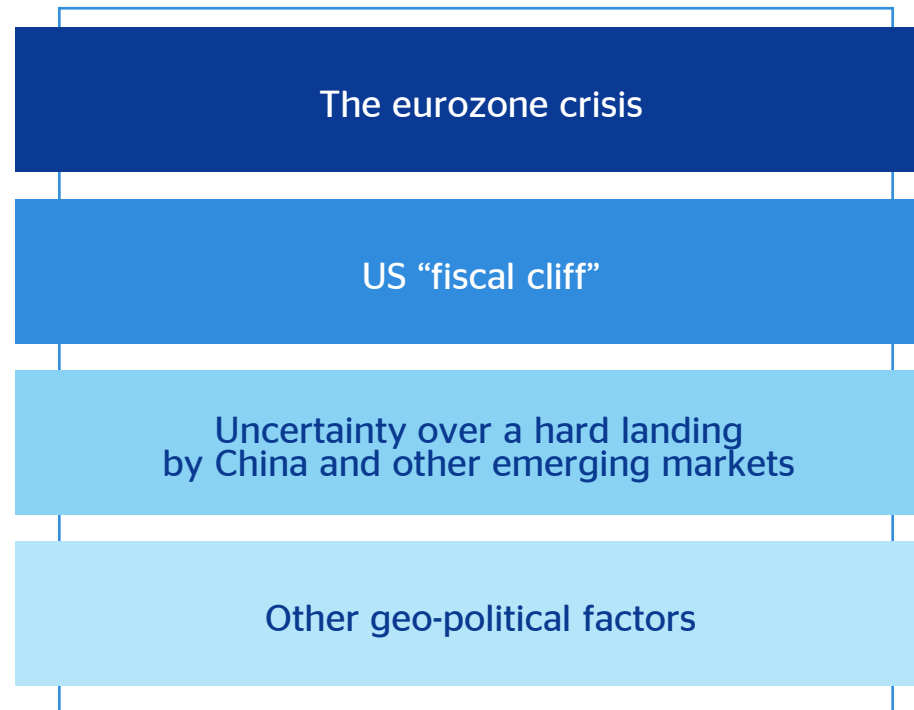 The eurozone crisis
US “fiscal cliff”
Uncertainty over a hard landing
by China and other emerging markets
Other geo-political factors